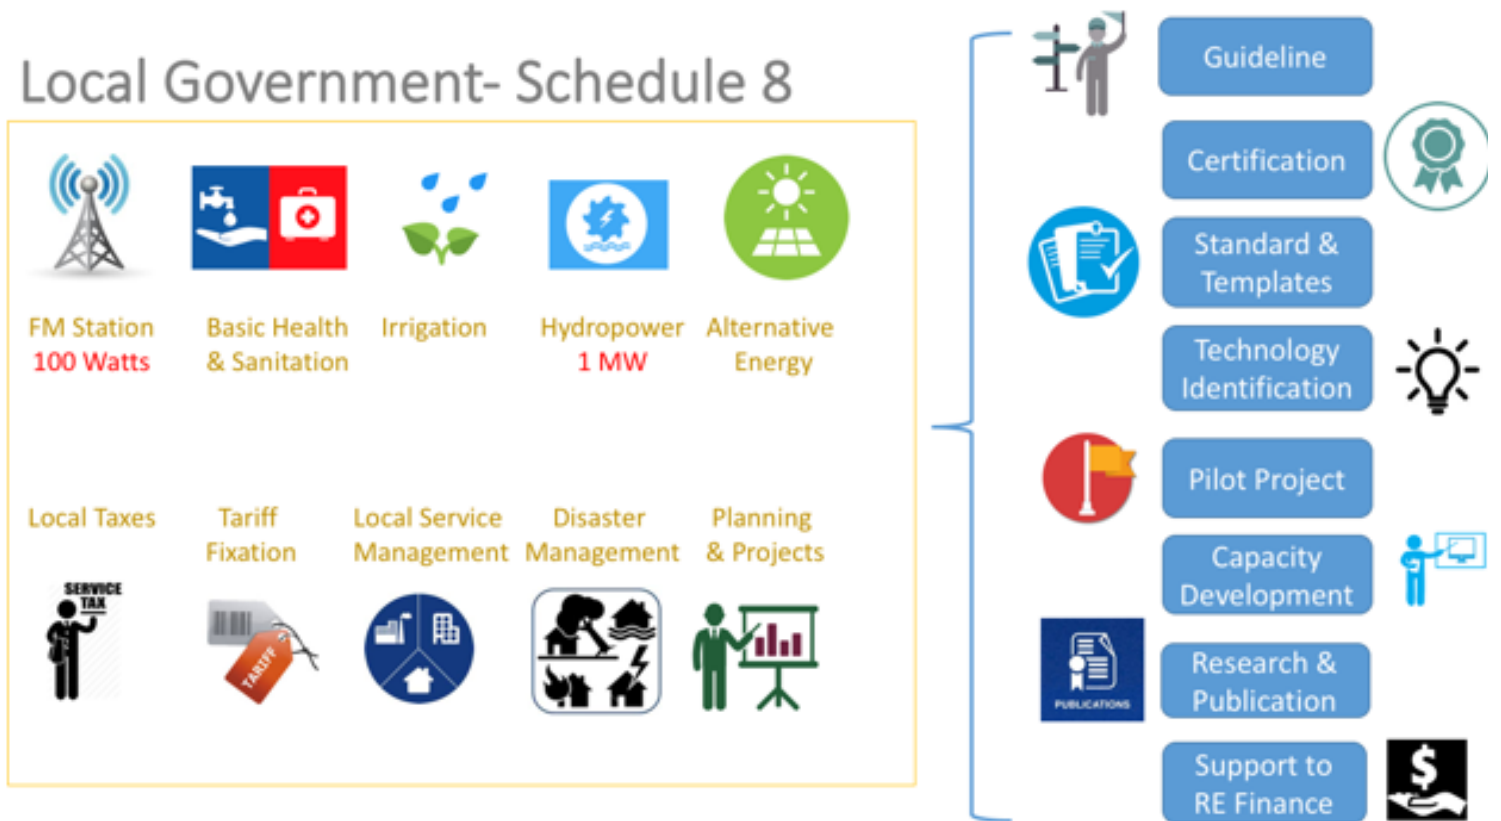 Local Government- Schedule 8
FM Station
100 Watts
Basic Health
& Sanitation
Irrigation
Hydropower
1 MW
Alternative
Energy
Local Taxes
Tariff
Fixation
Local Service
Management
Disaster
Management
Planning
& Projects
SERVICE
TAX
TARIFF
Guideline
Certification
Standard &
Templates
Technology
Identification
Pilot Project
Capacity
Development
PUBLICATIONS
Research &
Publication
Support to
RE Finance
$